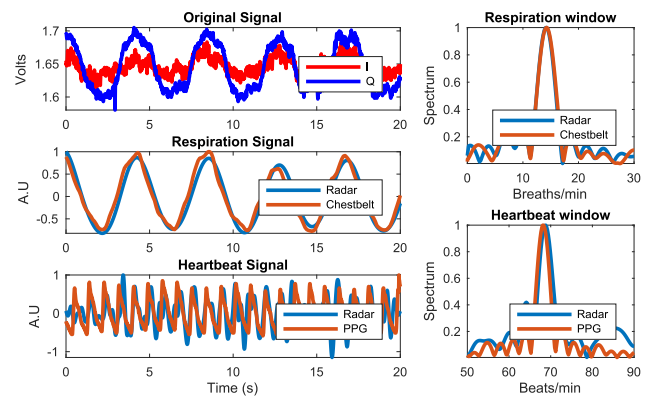 Original Signal
Volts
1.7
1.65
1.6
I
Q
0 5 10 15 20
Respiration Signal
A.U
1
0.5
0
-0.5
Radar
Chestbelt
0 5 10 15 20
Heartbeat Signal
A.U
1
0
-1
Radar
PPG
0 5 10 15 20
Time (s)
Respiration window
Spectrum
1
0.8
0.6
0.4
0.2
Radar
Chestbelt
0 10 20 30
Breaths/min
Heartbeat window
Spectrum
1
0.8
0.6
0.4
0.2
Radar
PPG
50 60 70 80 90
Beats/min